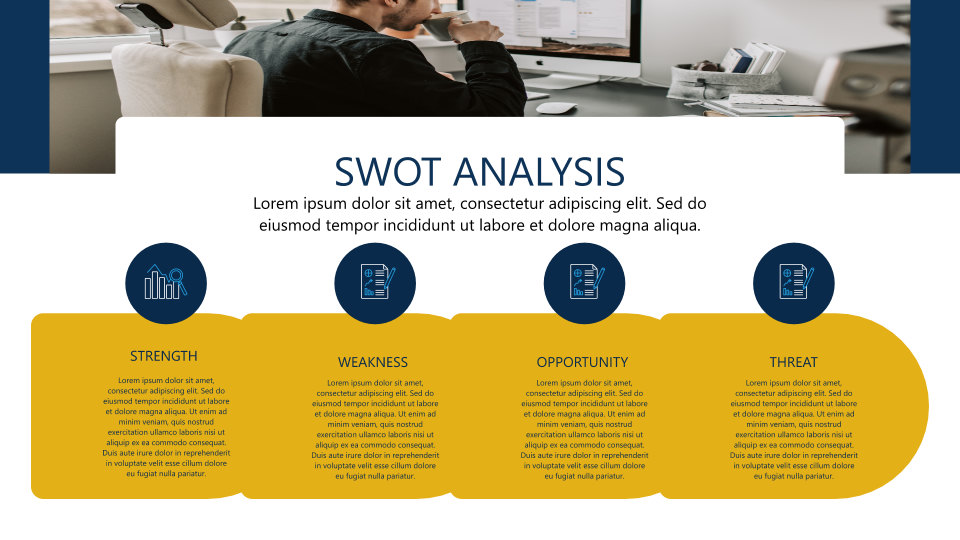 SWOT ANALYSIS
Lorem ipsum dolor sit amet, consectetur adipiscing elit. Sed do
eiusmod tempor incididunt ut labore et dolore magna aliqua.
STRENGTH
Lorem ipsum dolor sit amet,
consectetur adipiscing elit. Sed do
eiusmod tempor incididunt ut labore
et dolore magna aliqua. Ut enim ad
minim veniam, quis nostrud
exercitation ullamco laboris nisi ut
aliquip ex ea commodo consequat.
Duis aute irure dolor in reprehenderit
in voluptate velit esse cillum dolore
eu fugiat nulla pariatur.
WEAKNESS
Lorem ipsum dolor sit amet,
consectetur adipiscing elit. Sed do
eiusmod tempor incididunt ut labore
et dolore magna aliqua. Ut enim ad
minim veniam, quis nostrud
exercitation ullamco laboris nisi ut
aliquip ex ea commodo consequat.
Duis aute irure dolor in reprehenderit
in voluptate velit esse cillum dolore
eu fugiat nulla pariatur.
OPPORTUNITY
Lorem ipsum dolor sit amet,
consectetur adipiscing elit. Sed do
eiusmod tempor incididunt ut labore
et dolore magna aliqua. Ut enim ad
minim veniam, quis nostrud
exercitation ullamco laboris nisi ut
aliquip ex ea commodo consequat.
Duis aute irure dolor in reprehenderit
in voluptate velit esse cillum dolore
eu fugiat nulla pariatur.
THREAT
Lorem ipsum dolor sit amet,
consectetur adipiscing elit. Sed do
eiusmod tempor incididunt ut labore
et dolore magna aliqua. Ut enim ad
minim veniam, quis nostrud
exercitation ullamco laboris nisi ut
aliquip ex ea commodo consequat.
Duis aute irure dolor in reprehenderit
in voluptate velit esse cillum dolore
eu fugiat nulla pariatur.